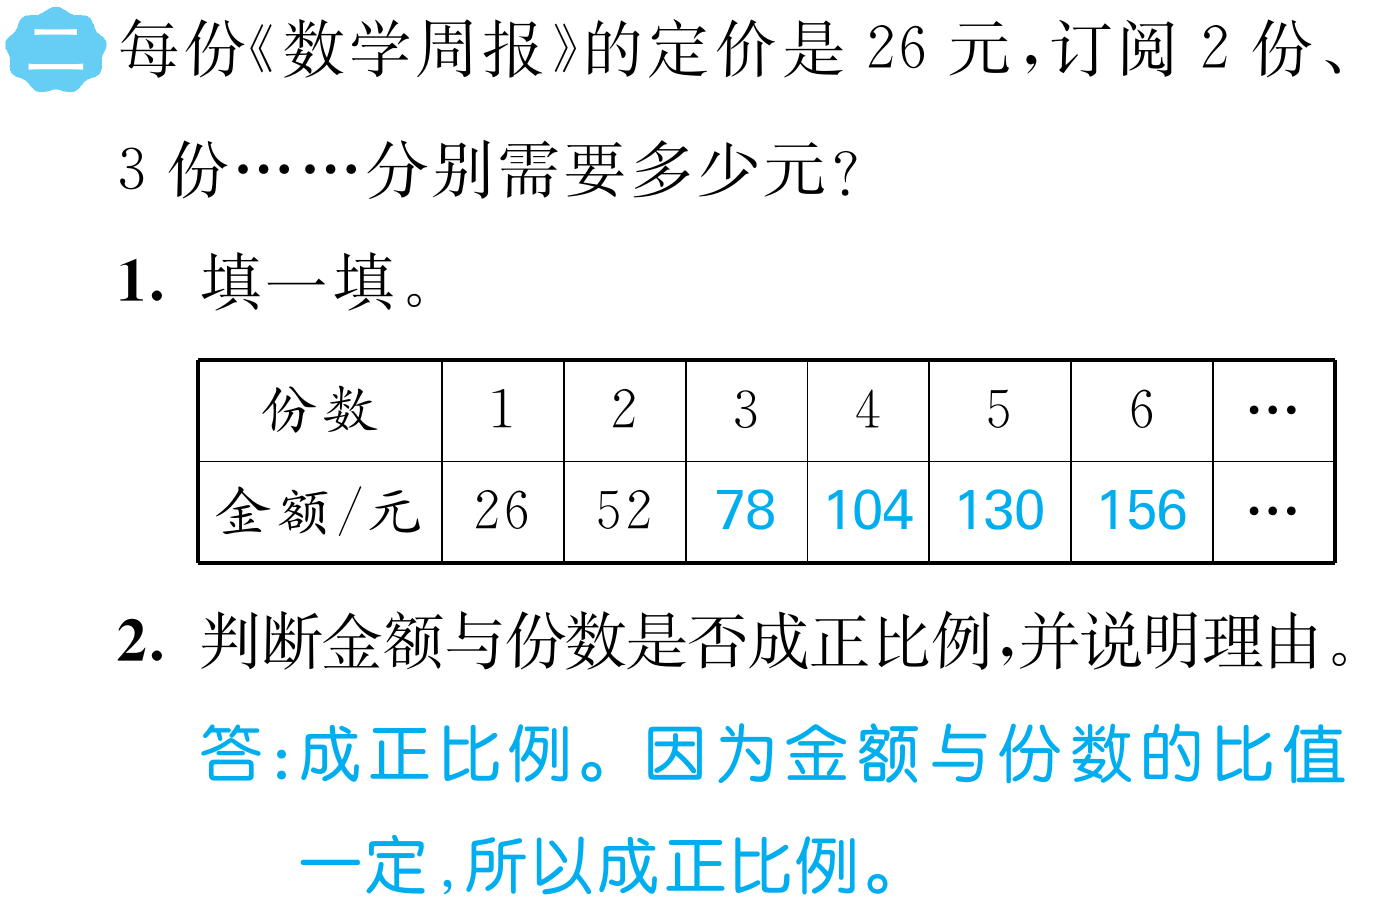 二 每份《数学周报》的定价是 26 元,订阅 2 份、
3 份……分别需要多少元?
1. 填一填。
份数 1 2 3 4 5 6 …
金额/元 26 52 78 104 130 156 …
2. 判断金额与份数是否成正比例,并说明理由。
答:成正比例。因为金额与份数的比值
一定,所以成正比例。